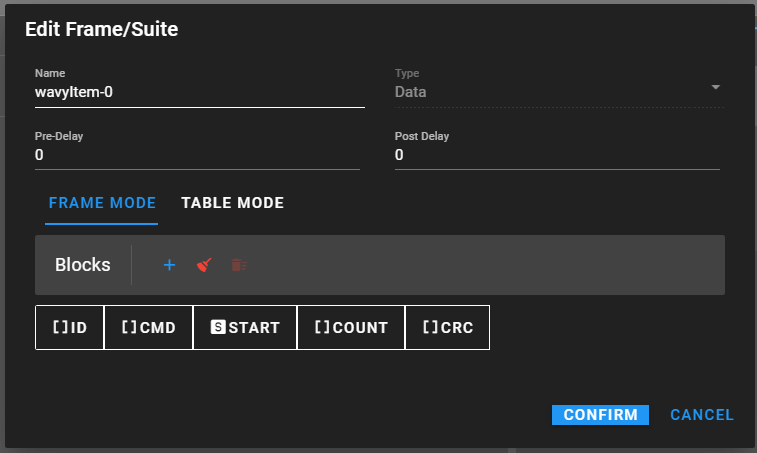 Edit Frame/Suite
Name
Type
wavyItem-0
Data
Pre-Delay
Post Delay
0
0
FRAME MODE
TABLE MODE
Blocks
[]ID
[]CMD
S START
[]COUNT
[]CRC
CONFIRM
CANCEL